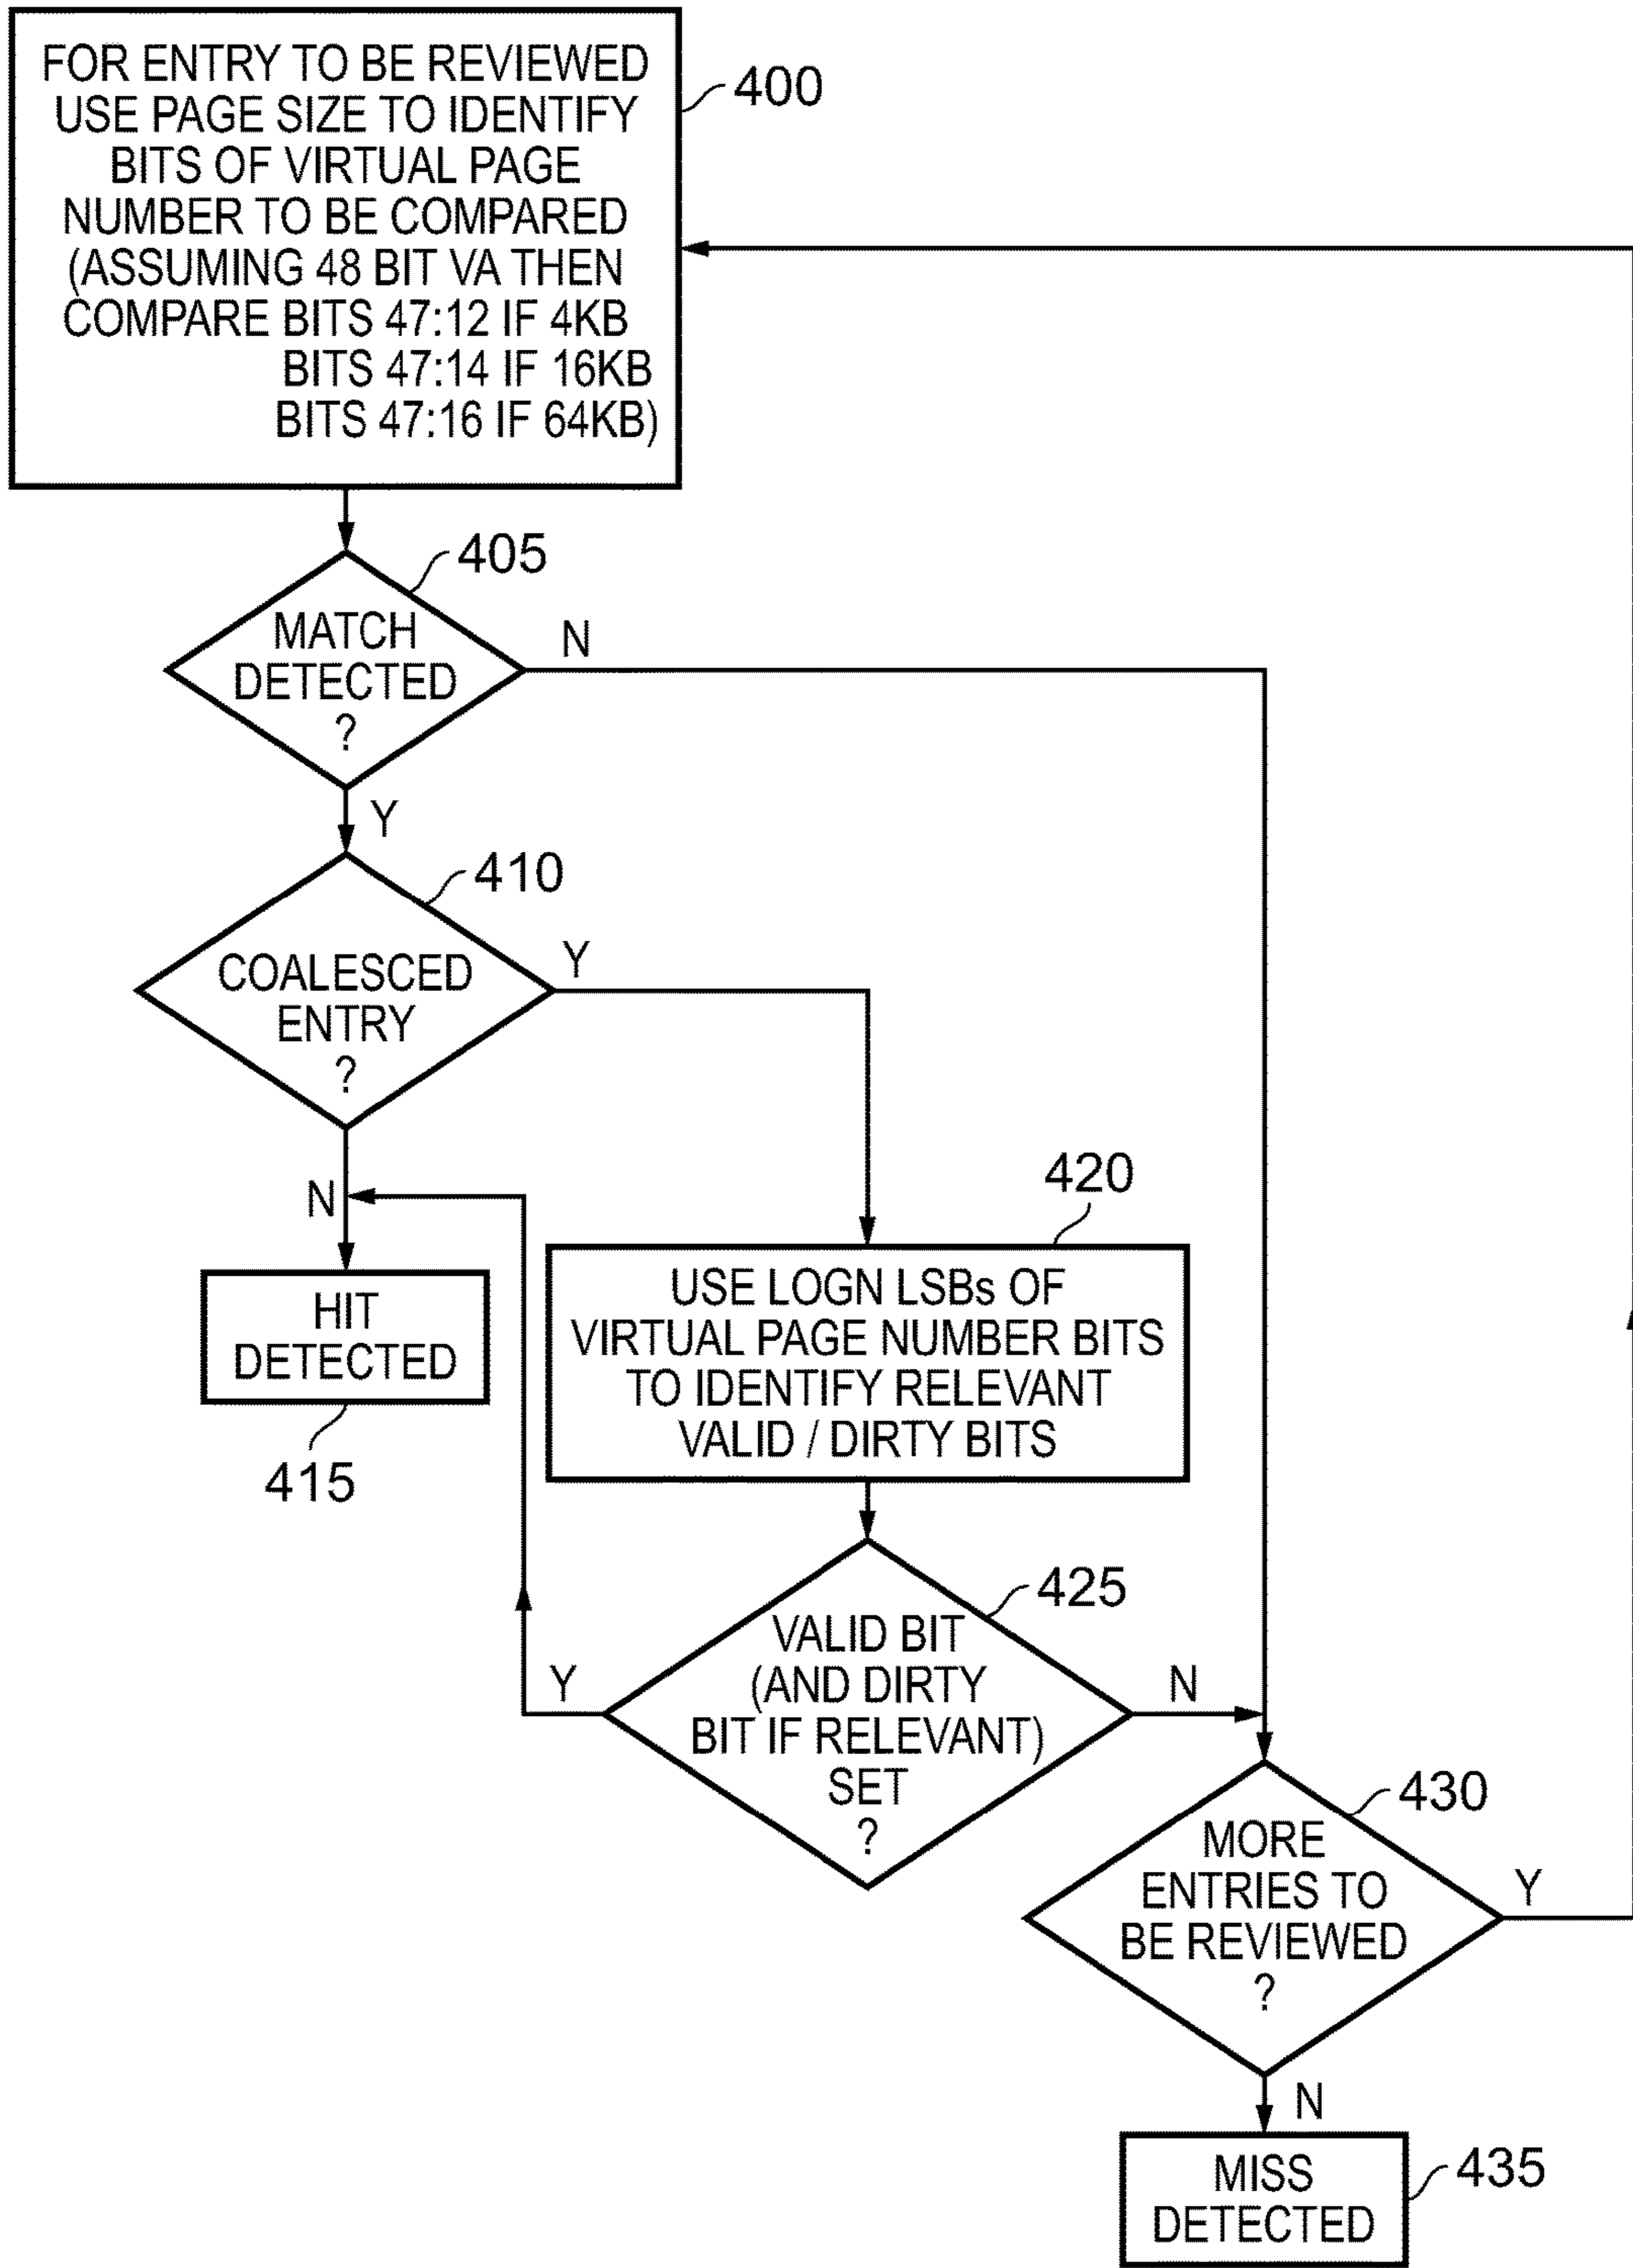 FOR ENTRY TO BE REVIEWED
USE PAGE SIZE TO IDENTIFY
BITS OF VIRTUAL PAGE
NUMBER TO BE COMPARED
(ASSUMING 48 BIT VA THEN
COMPARE BITS 47:12 IF 4KB
BITS 47:14 IF 16KB
BITS 47:16 IF 64KB)
400
405
MATCH
DETECTED
?
N
Y
410
COALESCED
ENTRY
?
Y
N
HIT
DETECTED
415
420
USE LOGN LSBs OF
VIRTUAL PAGE NUMBER BITS
TO IDENTIFY RELEVANT
VALID / DIRTY BITS
425
VALID BIT
(AND DIRTY
BIT IF RELEVANT)
SET
?
Y
N
430
MORE
ENTRIES TO
BE REVIEWED
?
Y
N
MISS
DETECTED
435